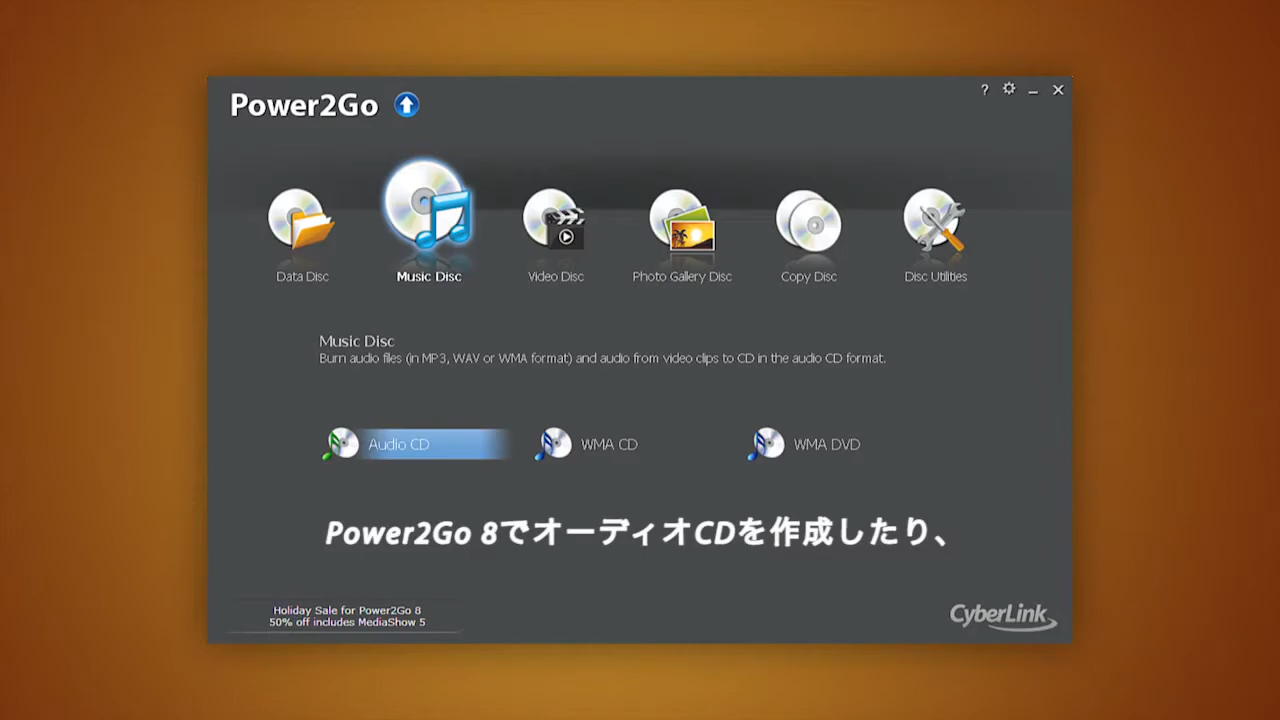 Power2Go
?
Data Disc
Music Disc
Video Disc
Photo Gallery Disc
Copy Disc
Disc Utilities
Music Disc
Burn audio files (in MP3, WAV or WMA format) and audio from video clips to CD in the audio CD format.
Audio CD
WMA CD
WMA DVD
Power2Go 8でオーディオCDを作成したり、
Holiday Sale for Power2Go 8
50% off includes MediaShow 5
CyberLink